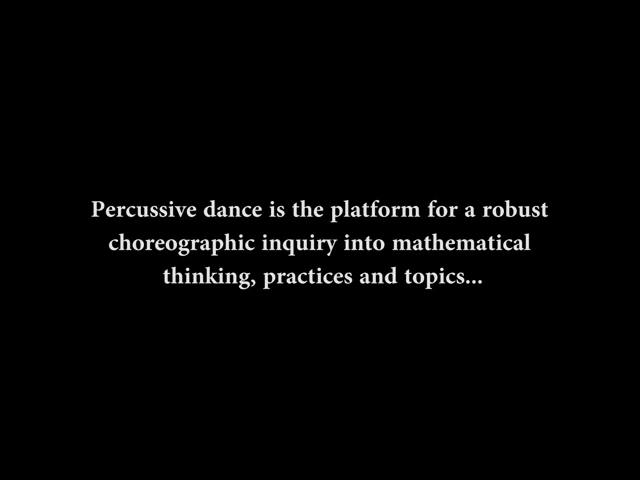 Percussive dance is the platform for a robust
choreographic inquiry into mathematical
thinking, practices and topics...